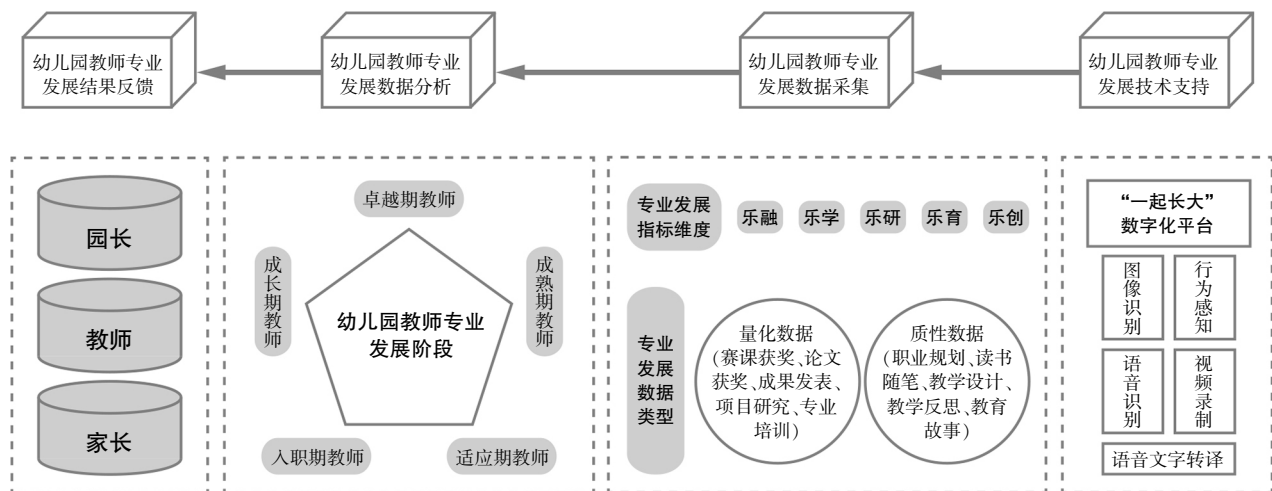 幼儿园教师专业
发展结果反馈
幼儿园教师专业
发展数据分析
幼儿园教师专业
发展数据采集
幼儿园教师专业
发展技术支持
园长
教师
家长
卓越期教师
成长期教师
成熟期教师
幼儿园教师专业
发展阶段
入职期教师
适应期教师
专业发展
指标维度
乐融
乐学
乐研
乐育
乐创
专业
发展
数据
类型
量化数据
(赛课获奖、论文
获奖、成果发表、
项目研究、专业
培训)
质性数据
(职业规划、读书
随笔、教学设计、
教学反思、教育
故事)
“一起长大”
数字化平台
图像识别
行为感知
语音识别
视频录制
语音文字转译